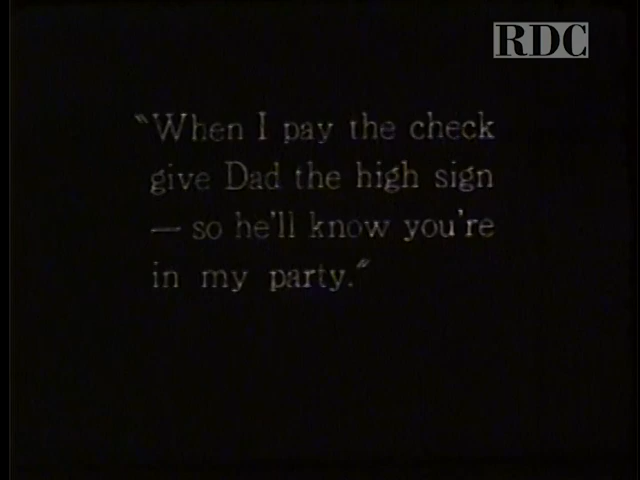 RDC
"When I pay the check
give Dad the high sign
— so he'll know you're
in my party."